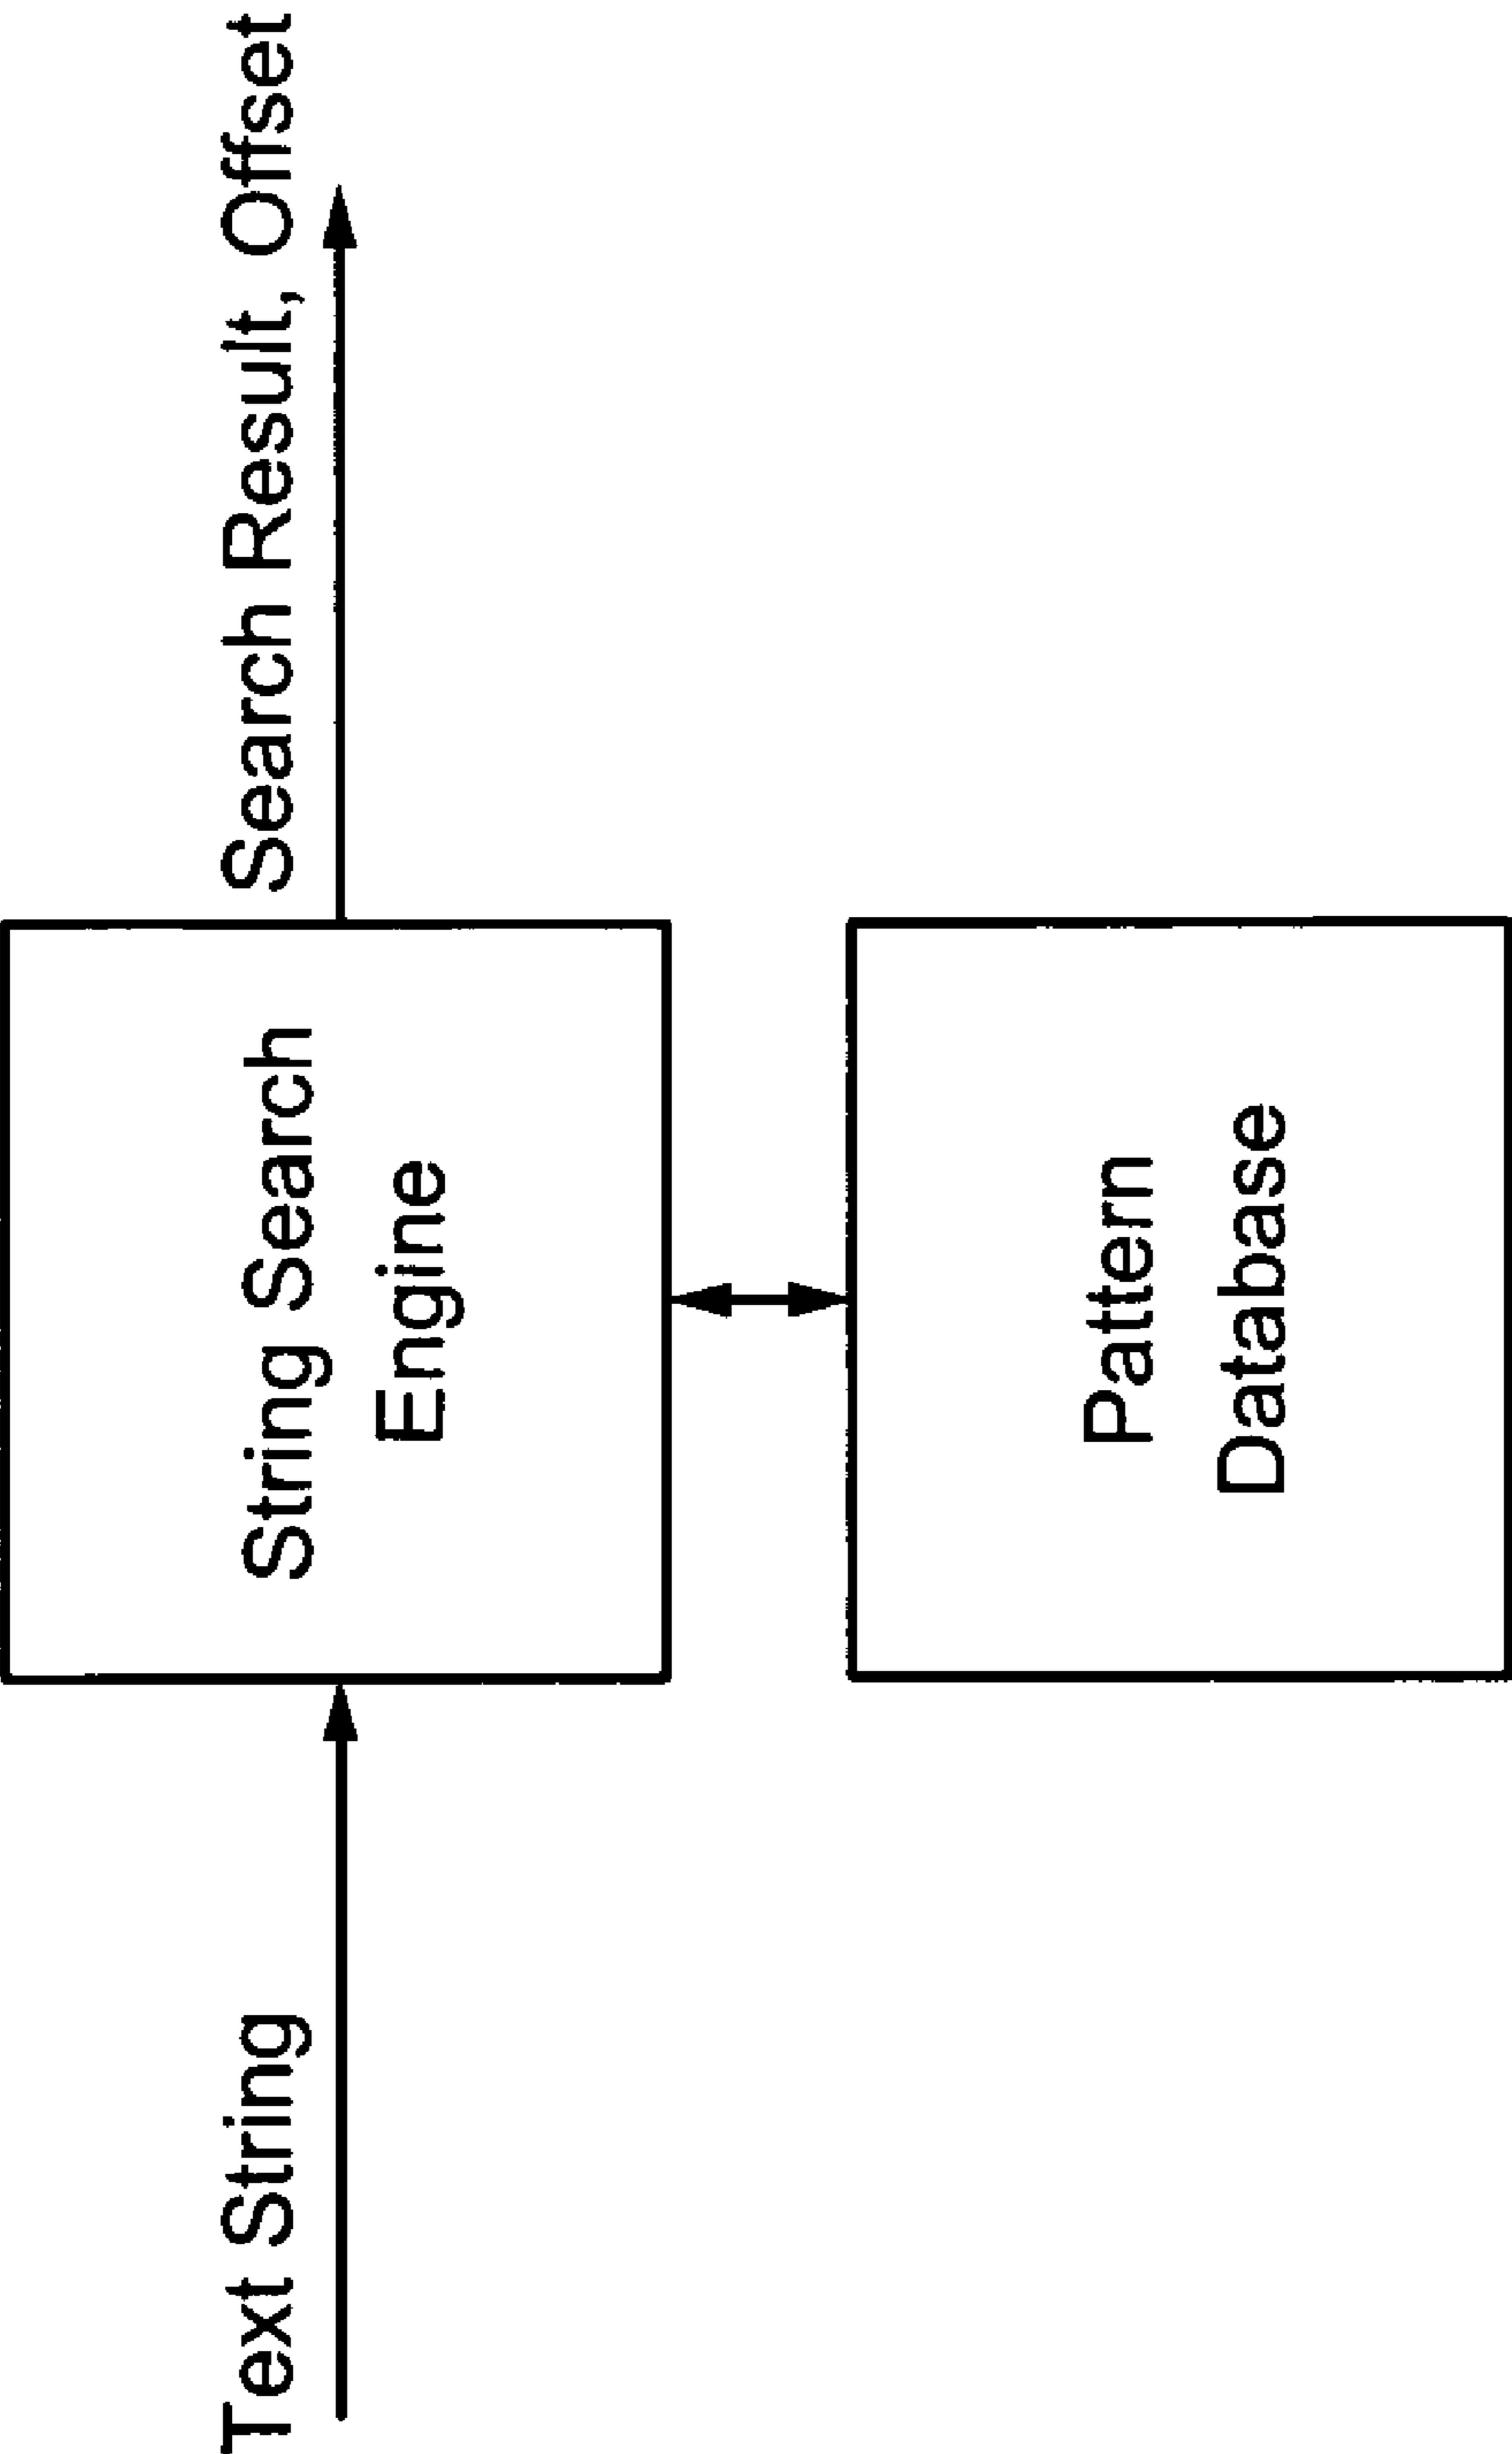 Text String
String Search
Engine
Search Result, Offset
Pattern
Database